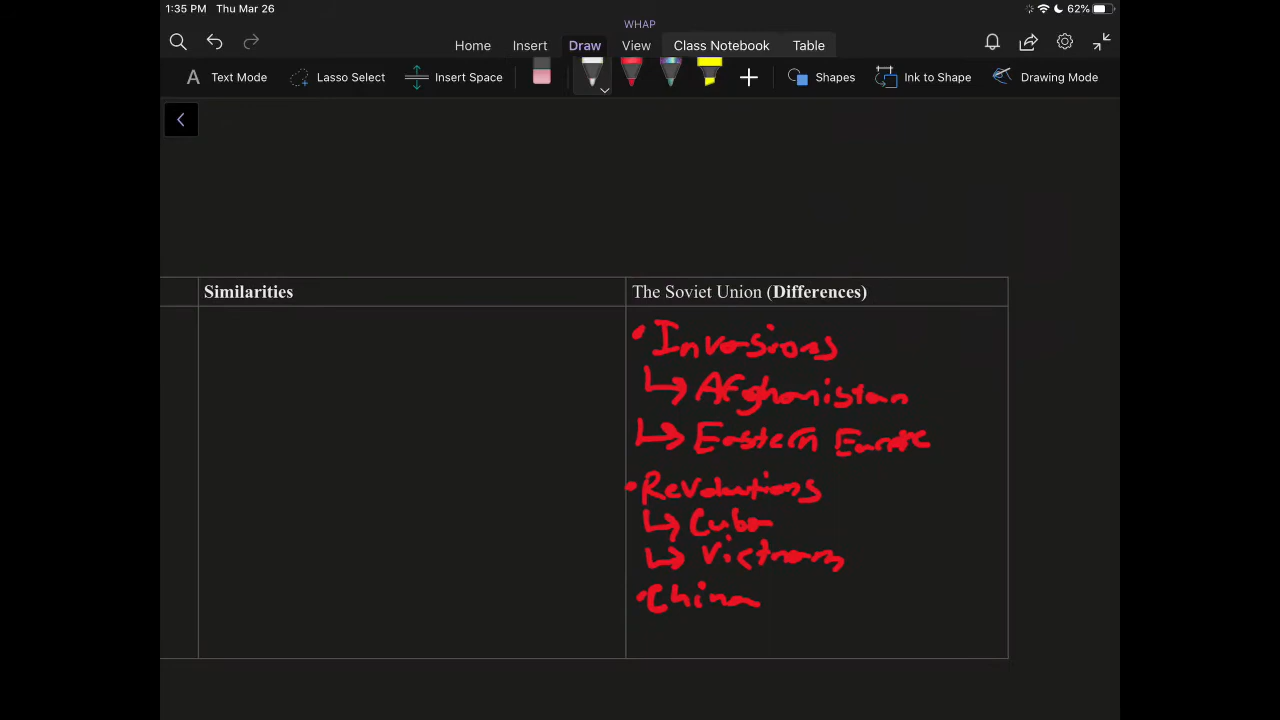 1:35 PM Thu Mar 26
62%
WHAP
Home Insert Draw View Class Notebook Table
Text Mode Lasso Select Insert Space Shapes Ink to Shape Drawing Mode
Similarities
The Soviet Union (Differences)
• Invasions
↳ Afghanistan
↳ Eastern Europe
• Revolutions
↳ Cuba
↳ Vietnam
• China